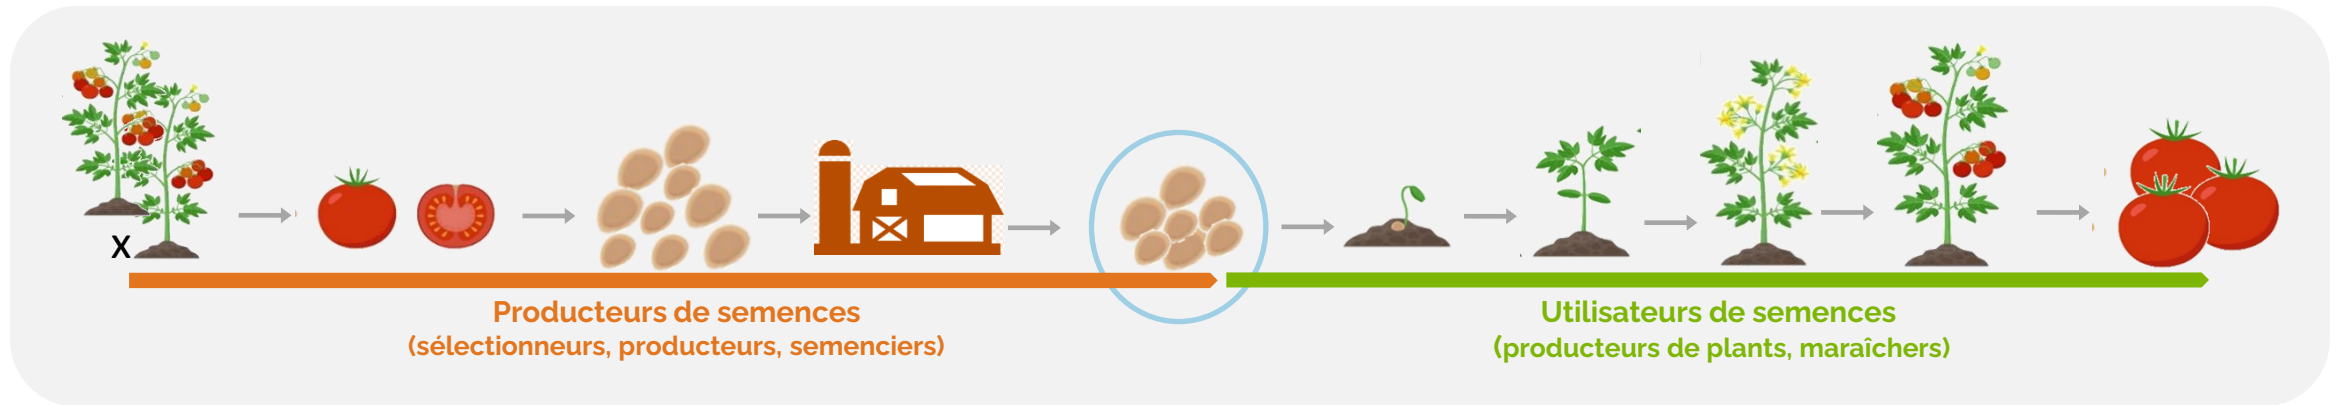 X
Producteurs de semences
(sélectionneurs, producteurs, semenciers)
Utilisateurs de semences
(producteurs de plants, maraîchers)